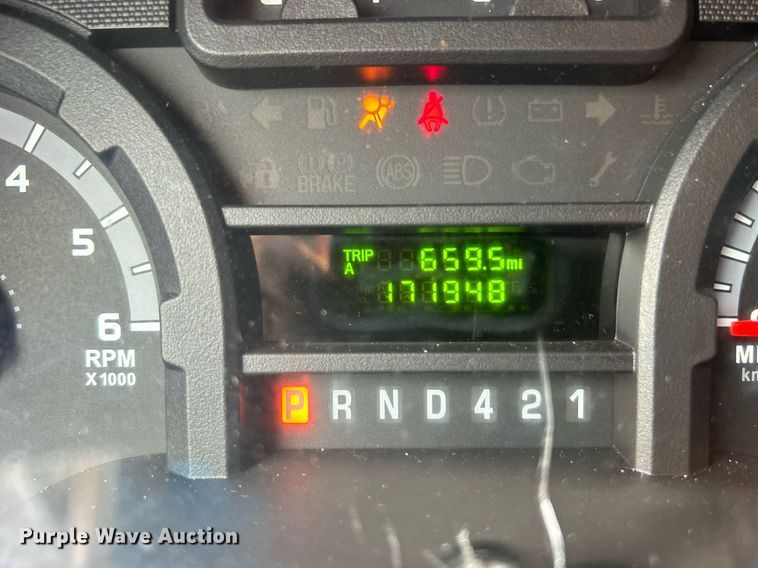 BRAKE
ABS
4
5
6
RPM
X1000
TRIP
A
659.5 mi
171948
P R N D 4 2 1
Purple Wave Auction